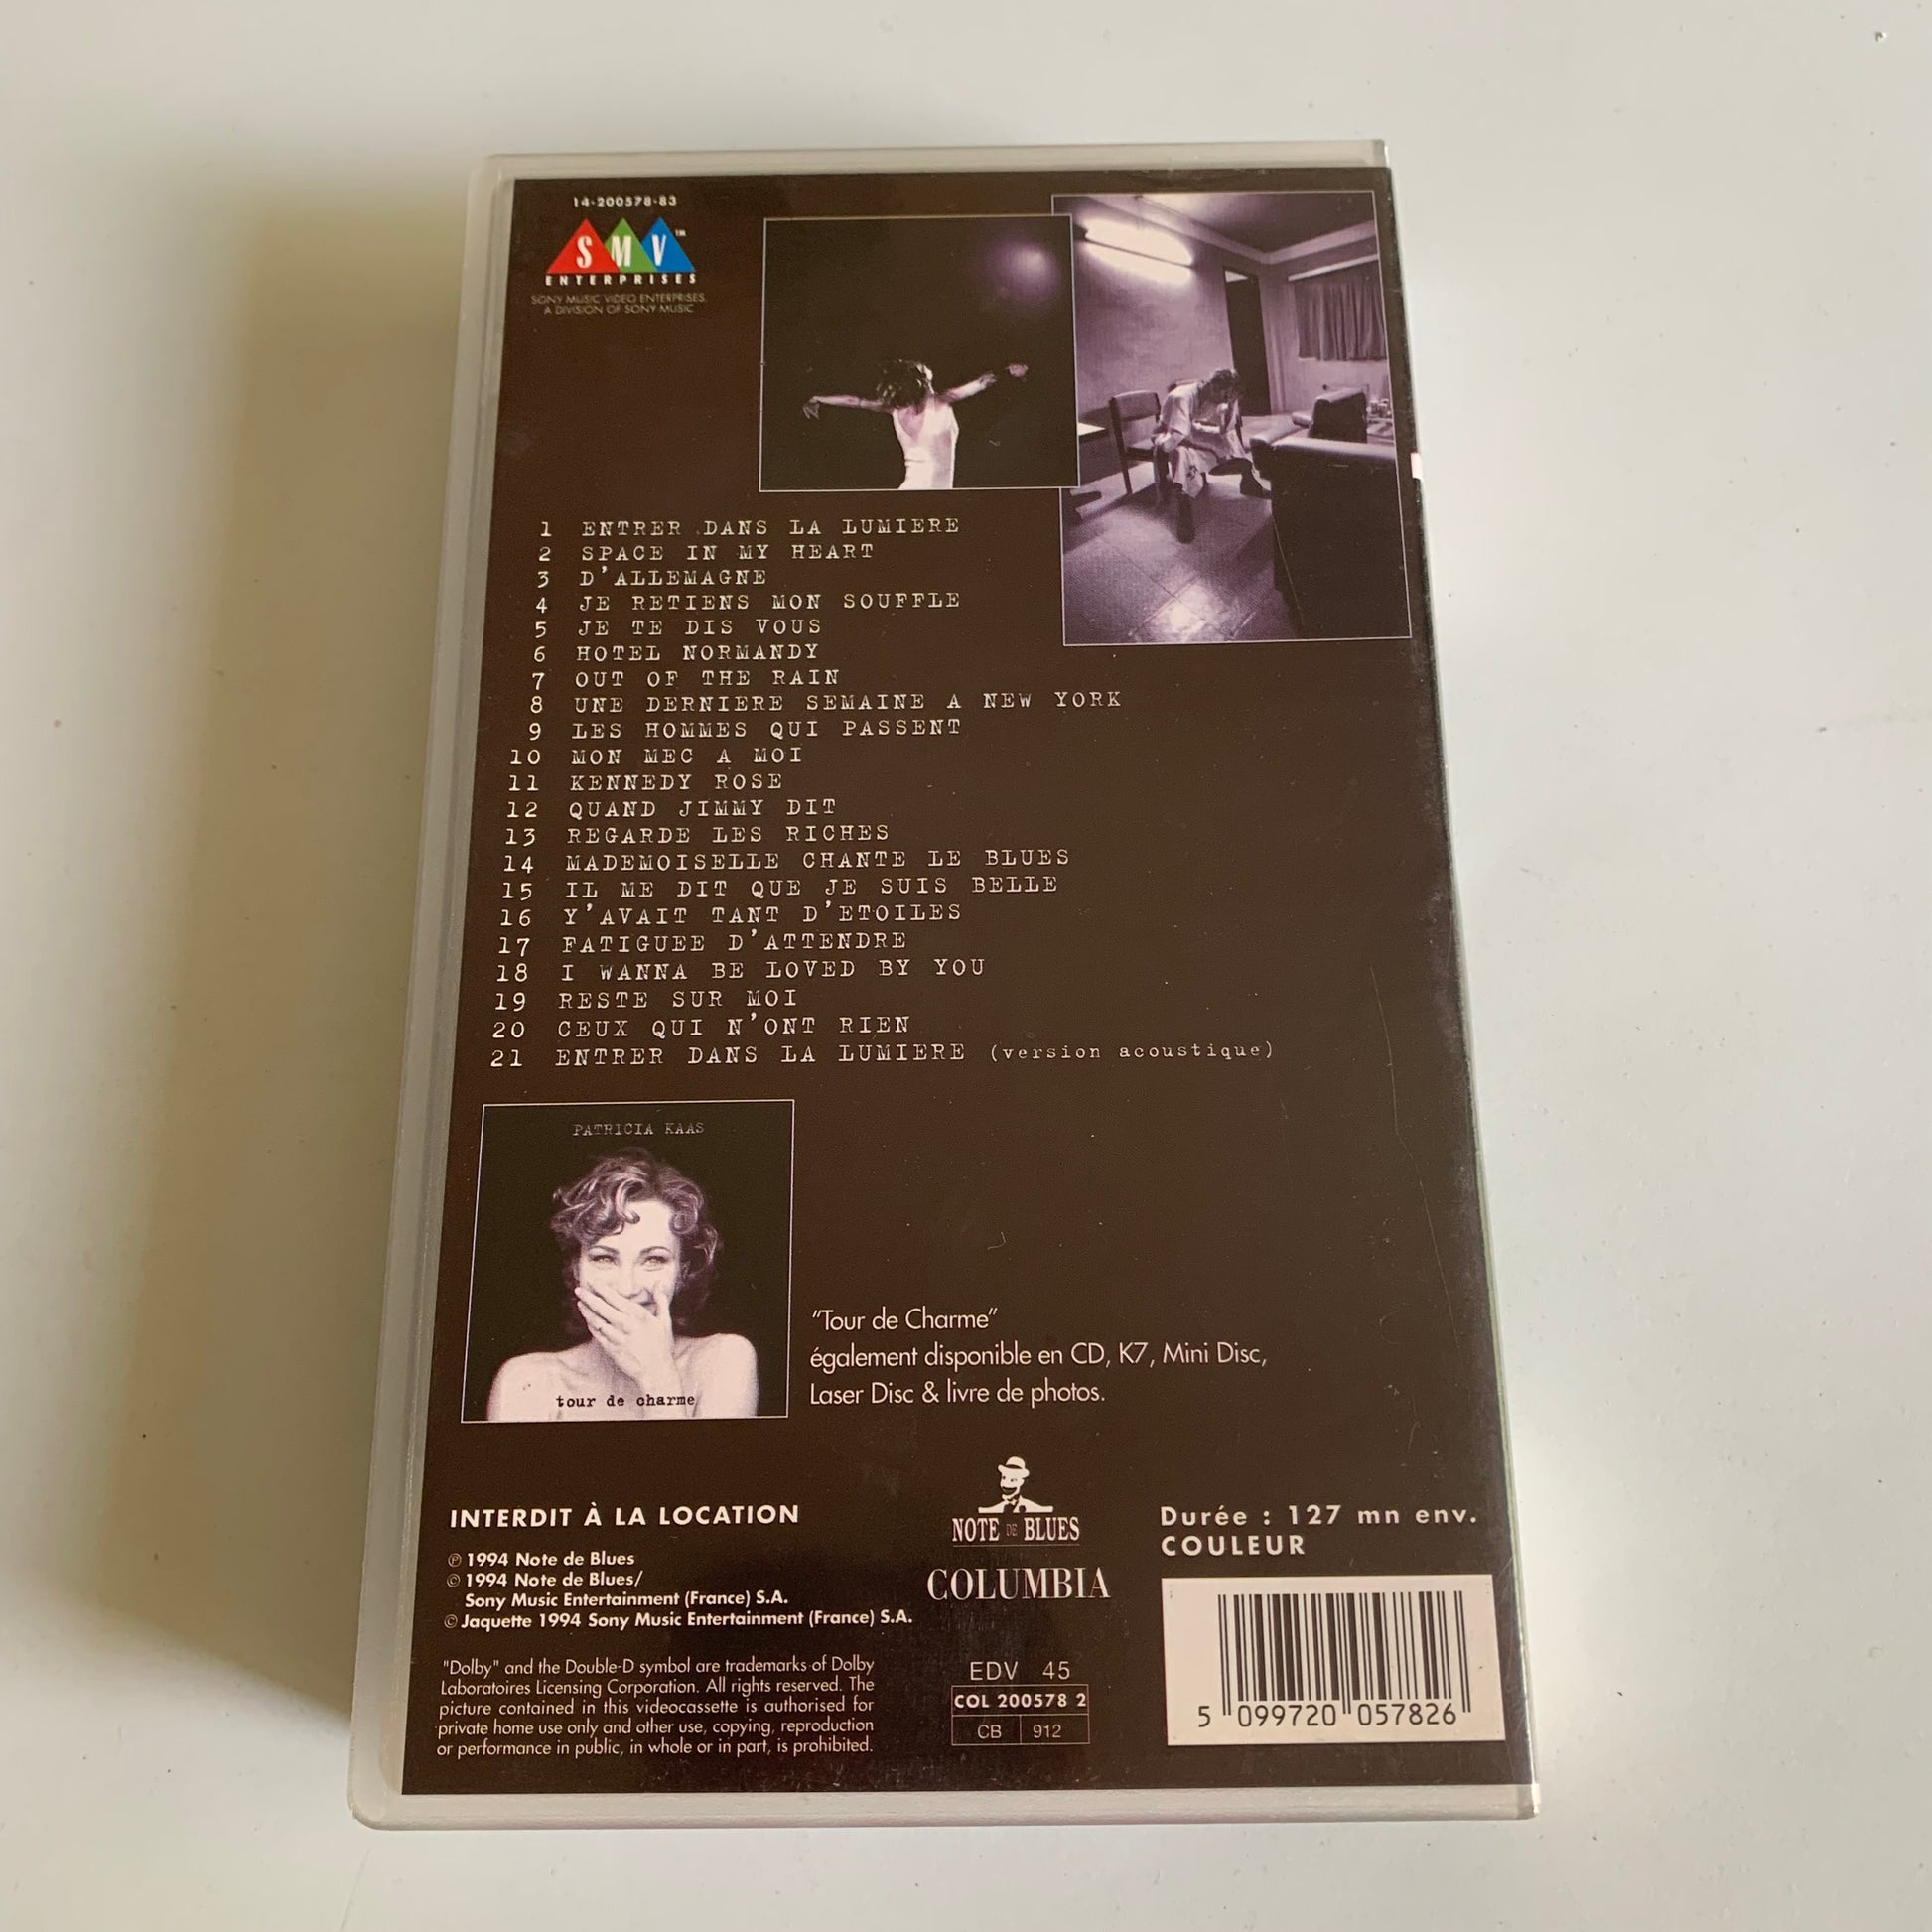 14-200578-83
SMV™
ENTERPRISES
SONY MUSIC VIDEO ENTERPRISES.
A DIVISION OF SONY MUSIC
1 ENTRER DANS LA LUMIERE
2 SPACE IN MY HEART
3 D'ALLEMAGNE
4 JE RETIENS MON SOUFFLE
5 JE TE DIS VOUS
6 HOTEL NORMANDY
7 OUT OF THE RAIN
8 UNE DERNIERE SEMAINE A NEW YORK
9 LES HOMMES QUI PASSENT
10 MON MEC A MOI
11 KENNEDY ROSE
12 QUAND JIMMY DIT
13 REGARDE LES RICHES
14 MADEMOISELLE CHANTE LE BLUES
15 IL ME DIT QUE JE SUIS BELLE
16 Y'AVAIT TANT D'ETOILES
17 FATIGUEE D'ATTENDRE
18 I WANNA BE LOVED BY YOU
19 RESTE SUR MOI
20 CEUX QUI N'ONT RIEN
21 ENTRER DANS LA LUMIERE (version acoustique)
PATRICIA KAAS
tour de charme
"Tour de Charme"
également disponible en CD, K7, Mini Disc,
Laser Disc & livre de photos.
INTERDIT À LA LOCATION
℗ 1994 Note de Blues
© 1994 Note de Blues/
Sony Music Entertainment (France) S.A.
© Jaquette 1994 Sony Music Entertainment (France) S.A.
"Dolby" and the Double-D symbol are trademarks of Dolby
Laboratoires Licensing Corporation. All rights reserved. The
picture contained in this videocassette is authorised for
private home use only and other use, copying, reproduction
or performance in public, in whole or in part, is prohibited.
NOTE DE BLUES
COLUMBIA
EDV 45
COL 200578 2
CB 912
Durée : 127 mn env.
COULEUR
5 099720 057826